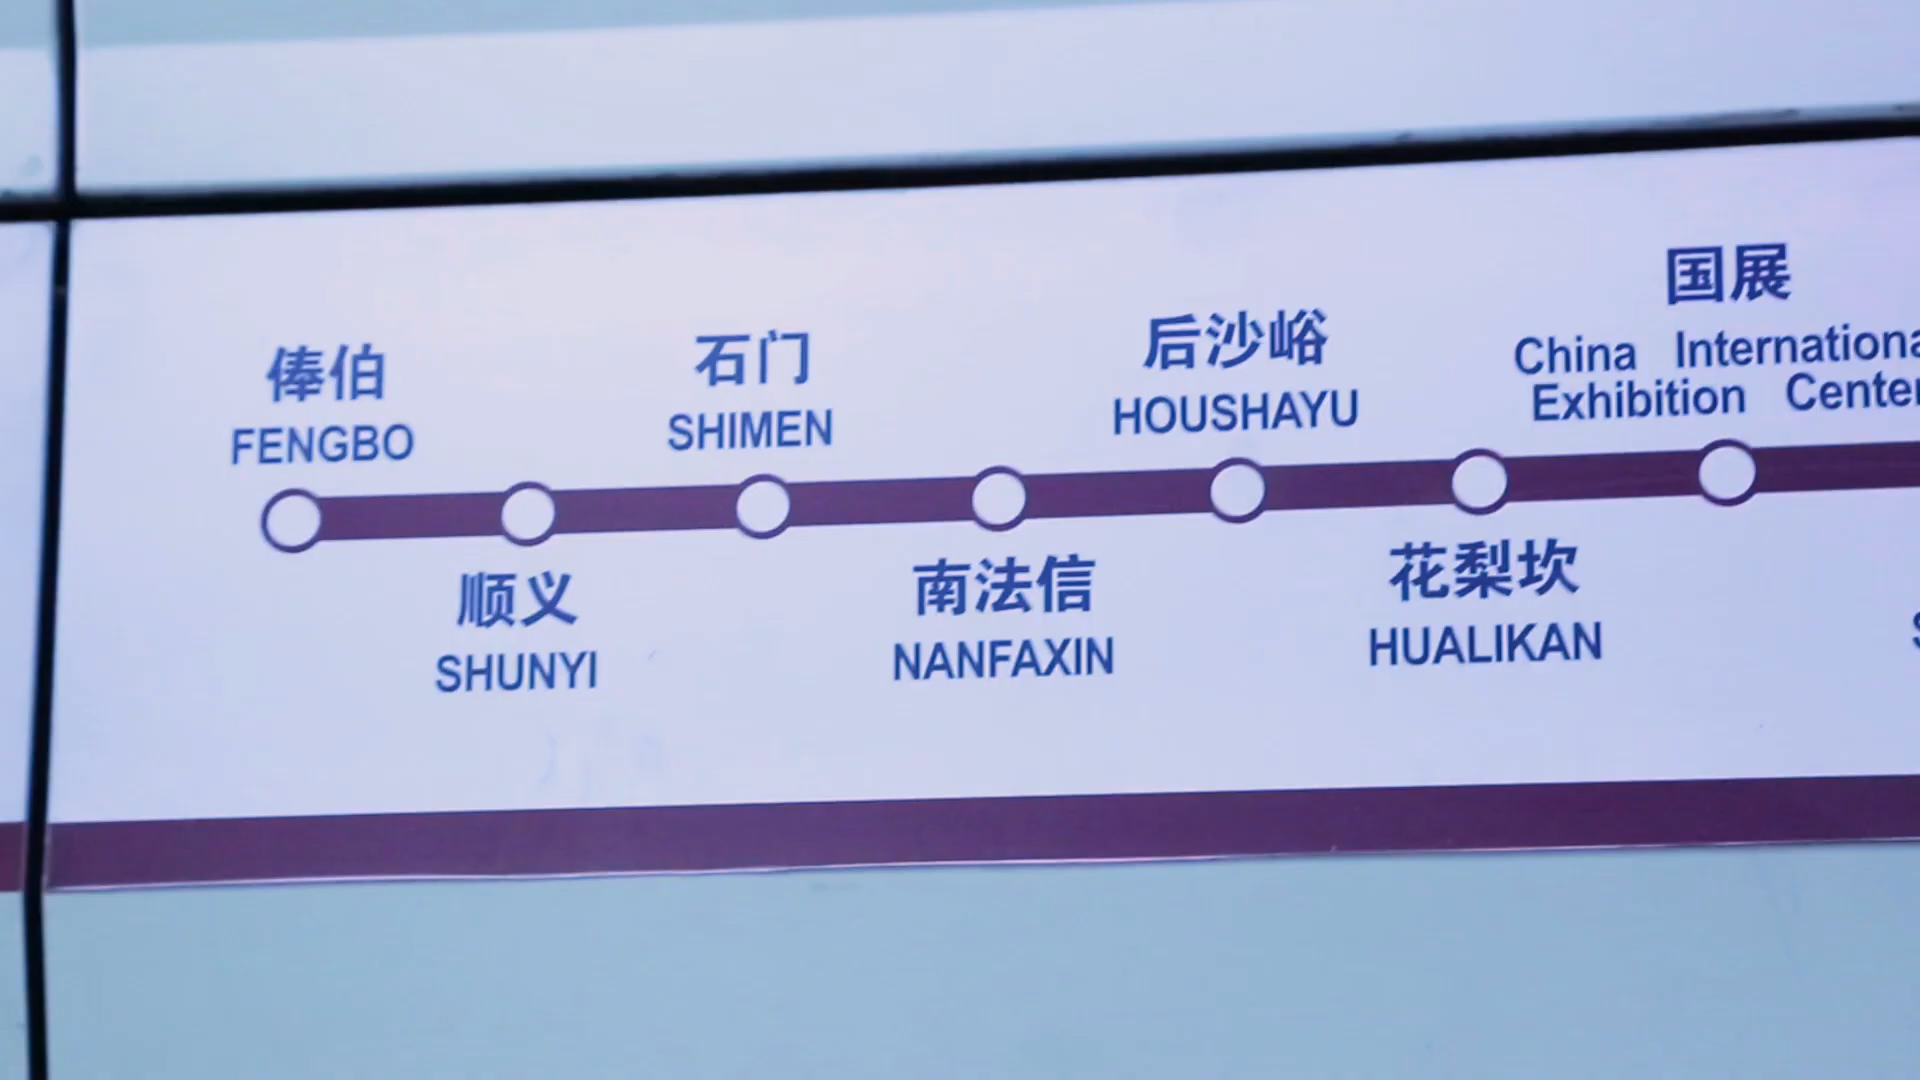 俸伯
FENGBO
顺义
SHUNYI
石门
SHIMEN
南法信
NANFAXIN
后沙峪
HOUSHAYU
花梨坎
HUALIKAN
国展
China Internationa
Exhibition Center